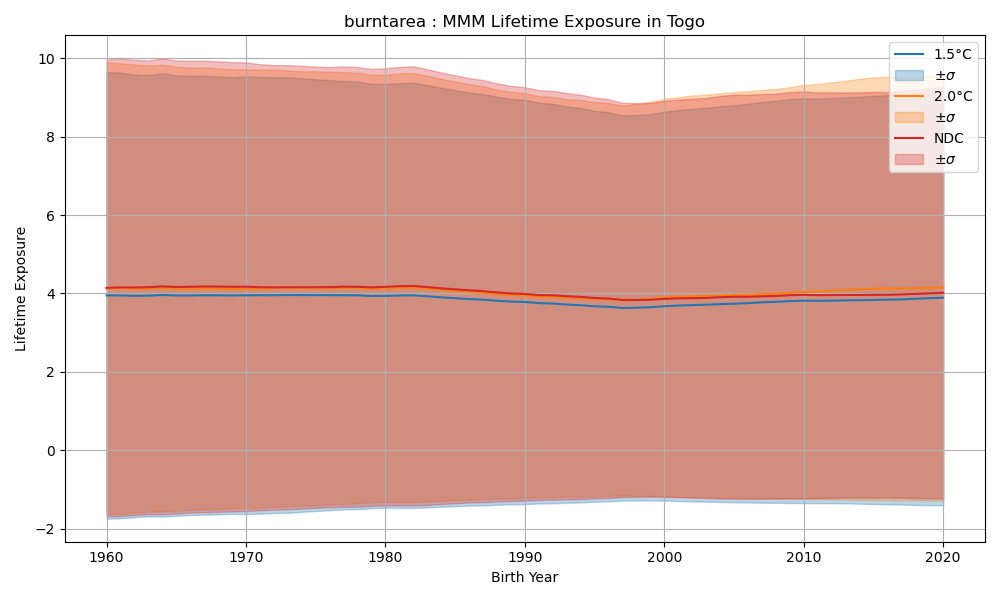 burntarea : MMM Lifetime Exposure in Togo
10
8
6
4
2
0
−2
Lifetime Exposure
1.5°C
±σ
2.0°C
±σ
NDC
±σ
1960 1970 1980 1990 2000 2010 2020
Birth Year